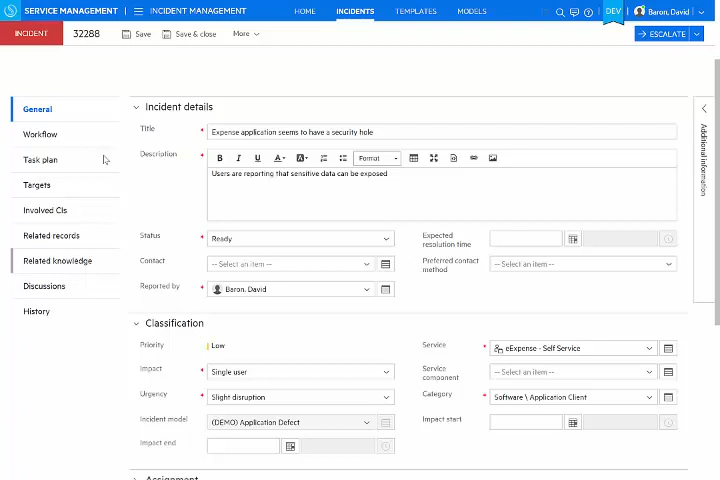 SERVICE MANAGEMENT | INCIDENT MANAGEMENT HOME INCIDENTS TEMPLATES MODELS DEV Baron, David
INCIDENT 32288 Save Save & close More ESCALATE
General
Workflow
Task plan
Targets
Involved CIs
Related records
Related knowledge
Discussions
History
Incident details
Title * Expense application seems to have a security hole
Description * B I U A A Format
Users are reporting that sensitive data can be exposed
Status * Ready Expected resolution time
Contact -- Select an item -- Preferred contact method -- Select an item --
Reported by * Baron, David
Classification
Priority Low Service * eExpense - Self Service
Impact * Single user Service component -- Select an item --
Urgency * Slight disruption Category * Software \ Application Client
Incident model (DEMO) Application Defect Impact start
Impact end
Assignment
Additional information